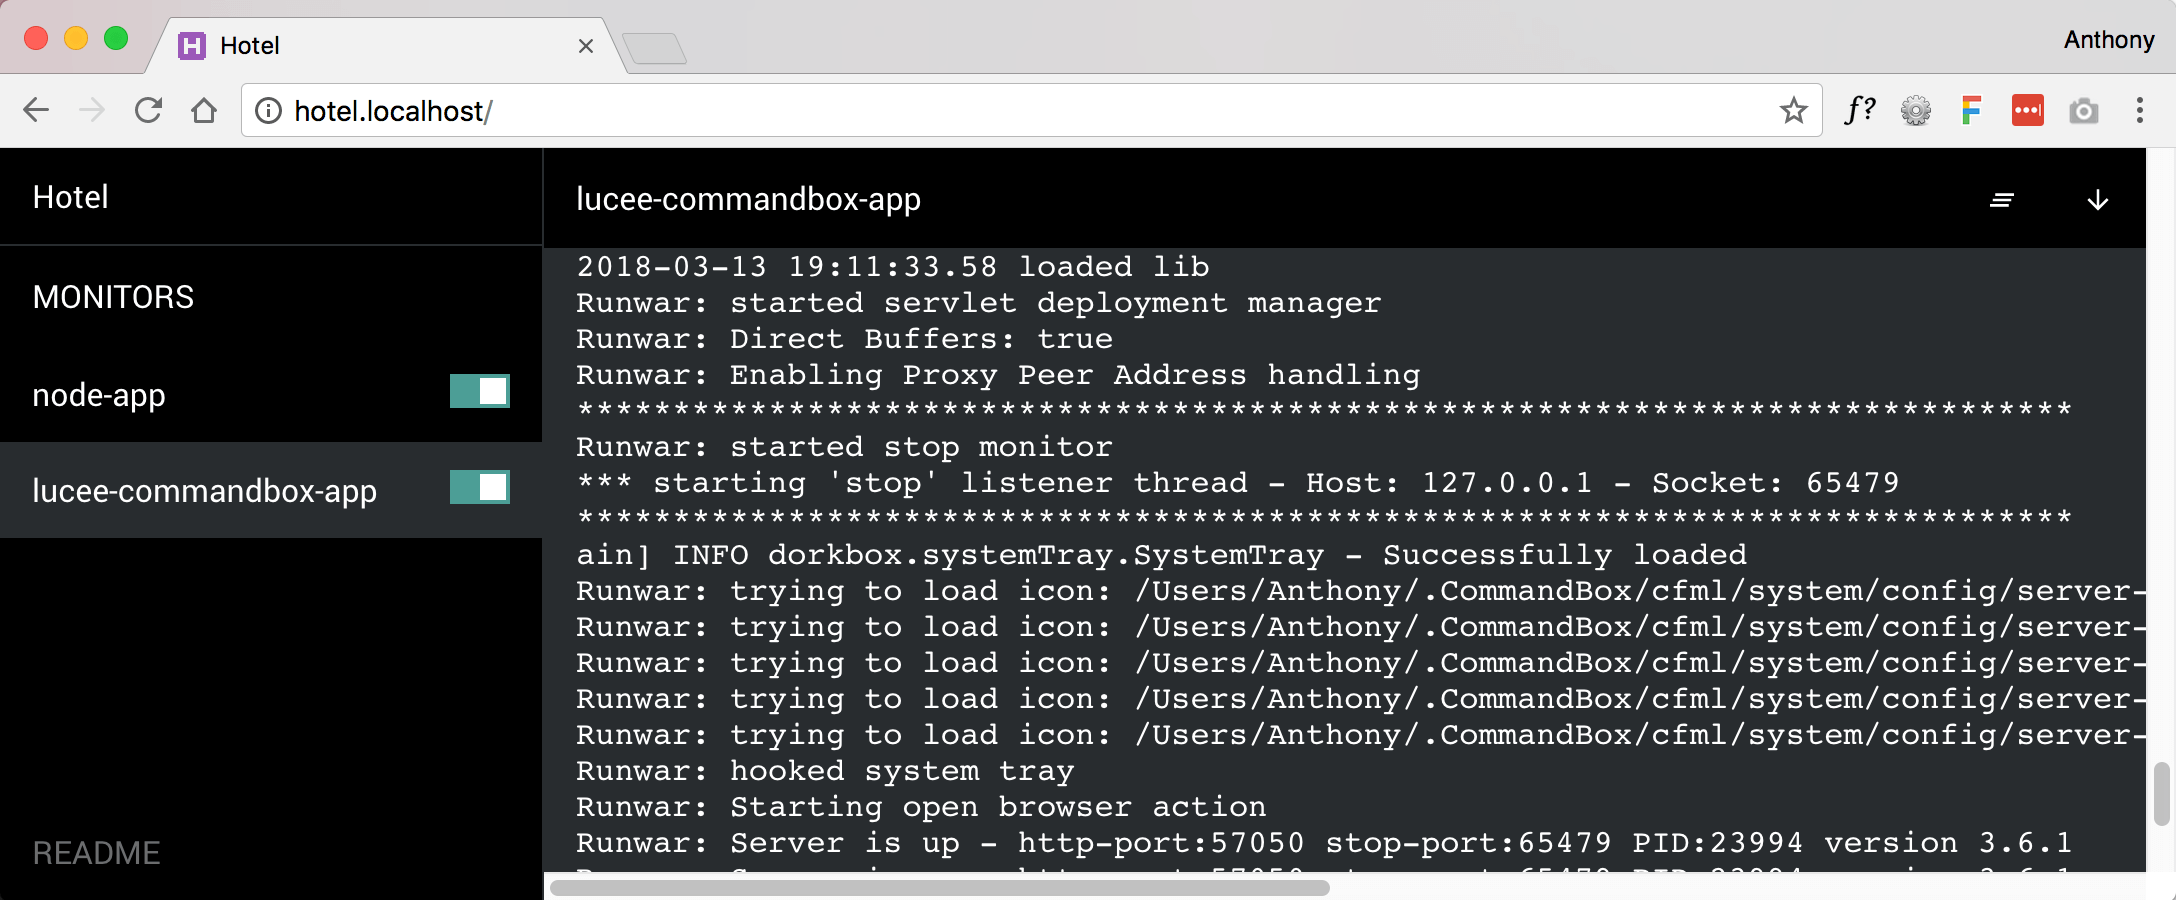 Hotel
Anthony
hotel.localhost/
f?
Hotel
lucee-commandbox-app
MONITORS
node-app
lucee-commandbox-app
README
2018-03-13 19:11:33.58 loaded lib
Runwar: started servlet deployment manager
Runwar: Direct Buffers: true
Runwar: Enabling Proxy Peer Address handling
******************************************************************************
Runwar: started stop monitor
*** starting 'stop' listener thread - Host: 127.0.0.1 - Socket: 65479
******************************************************************************
ain] INFO dorkbox.systemTray.SystemTray - Successfully loaded
Runwar: trying to load icon: /Users/Anthony/.CommandBox/cfml/system/config/server-
Runwar: trying to load icon: /Users/Anthony/.CommandBox/cfml/system/config/server-
Runwar: trying to load icon: /Users/Anthony/.CommandBox/cfml/system/config/server-
Runwar: trying to load icon: /Users/Anthony/.CommandBox/cfml/system/config/server-
Runwar: trying to load icon: /Users/Anthony/.CommandBox/cfml/system/config/server-
Runwar: hooked system tray
Runwar: Starting open browser action
Runwar: Server is up - http-port:57050 stop-port:65479 PID:23994 version 3.6.1